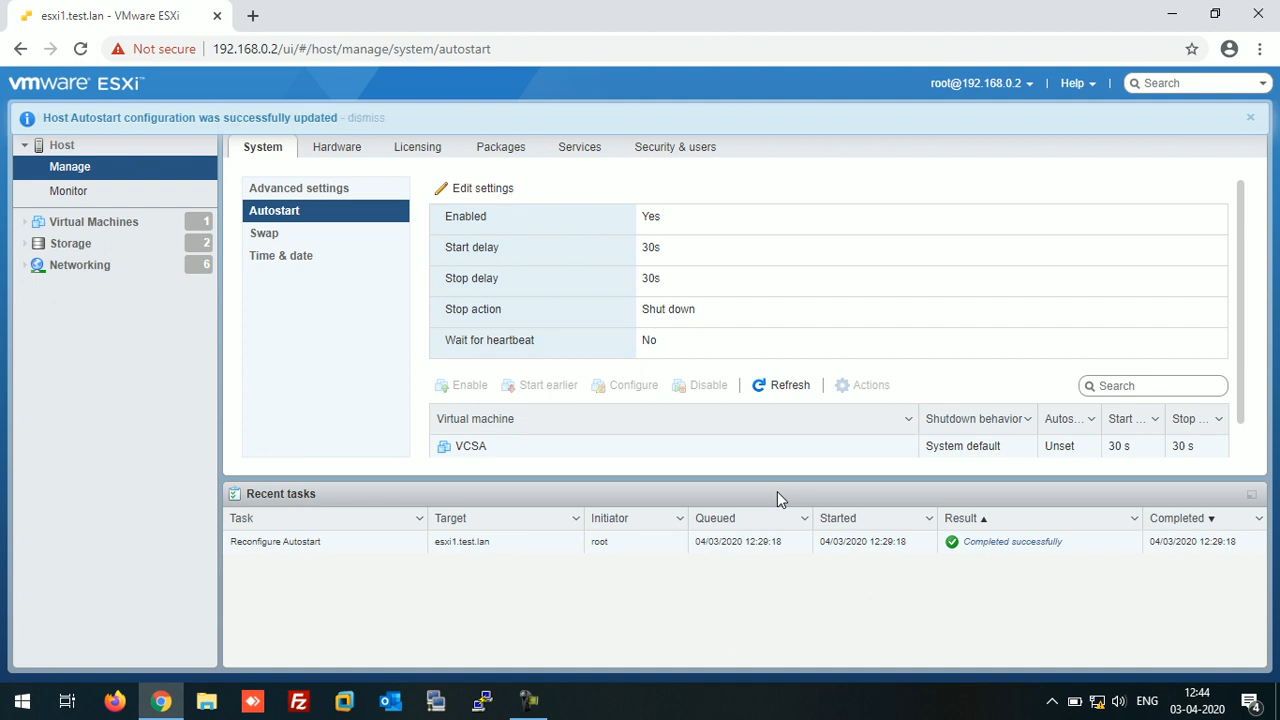 esxi1.test.lan - VMware ESXi
Not secure 192.168.0.2/ui/#/host/manage/system/autostart
vmware ESXi™
root@192.168.0.2 | Help | Search
Host Autostart configuration was successfully updated - dismiss
Host
Manage
Monitor
Virtual Machines 1
Storage 2
Networking 6
System Hardware Licensing Packages Services Security & users
Advanced settings
Autostart
Swap
Time & date
Edit settings
Enabled Yes
Start delay 30s
Stop delay 30s
Stop action Shut down
Wait for heartbeat No
Enable Start earlier Configure Disable | Refresh | Actions Search
Virtual machine Shutdown behavior Autos... Start ... Stop ...
VCSA System default Unset 30 s 30 s
Recent tasks
Task Target Initiator Queued Started Result Completed
Reconfigure Autostart esxi1.test.lan root 04/03/2020 12:29:18 04/03/2020 12:29:18 Completed successfully 04/03/2020 12:29:18
ENG 12:44
03-04-2020
4